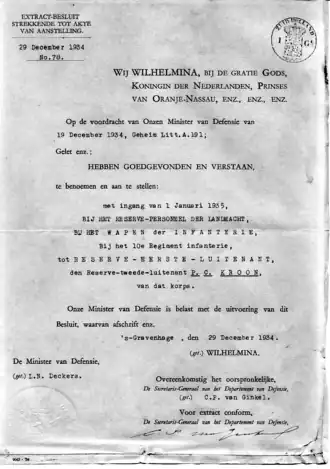 EXTRACT-BESLUIT
STREKKENDE TOT AKTE
VAN AANSTELLING.
29 December 1934
No.78.
ZUID-HOLLAND
Wij WILHELMINA, bij de gratie Gods,
Koningin der Nederlanden, Prinses
van Oranje-Nassau, enz., enz., enz.
Op de voordracht van Onzen Minister van Defensie van
19 December 1934, Geheim Litt.A.191;
Gelet enz.;
HEBBEN GOEDGEVONDEN EN VERSTAAN,
te benoemen en aan te stellen:
met ingang van 1 Januari 1935,
BIJ HET RESERVE-PERSONEEL DER LANDMACHT,
BIJ HET WAPEN der INFANTERIE,
Bij het 10e Regiment infanterie,
tot RESERVE-EERSTE-LUITENANT,
den Reserve-tweede-luitenant P. C. KROON,
van dat korps.
Onze Minister van Defensie is belast met de uitvoering van dit
Besluit, waarvan afschrift enz.
's-Gravenhage, den 29 December 1934.
(get.) WILHELMINA.
De Minister van Defensie,
(get.) L.N. Deckers.
Overeenkomstig het oorspronkelijke,
De Secretaris-Generaal van het Departement van Defensie,
(get.) C.P. van Ginkel.
Voor extract conform,
De Secretaris-Generaal van het Departement van Defensie,